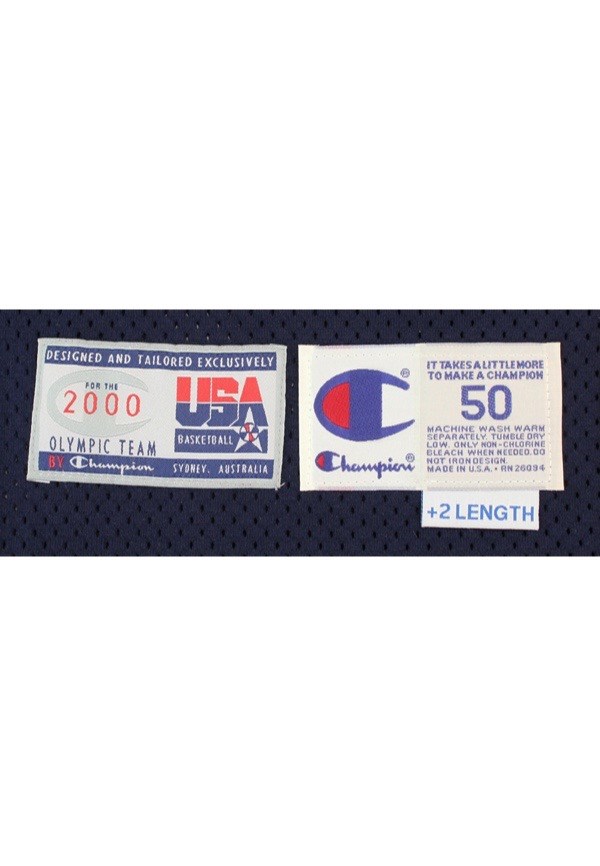 DESIGNED AND TAILORED EXCLUSIVELY
FOR THE
2000
OLYMPIC TEAM
BY Champion
USA
BASKETBALL
SYDNEY, AUSTRALIA
®
Champion®
IT TAKES A LITTLE MORE
TO MAKE A CHAMPION
50
MACHINE WASH WARM
SEPARATELY. TUMBLE DRY
LOW. ONLY NON-CHLORINE
BLEACH WHEN NEEDED. DO
NOT IRON DESIGN.
MADE IN U.S.A. • RN 26094
+2 LENGTH